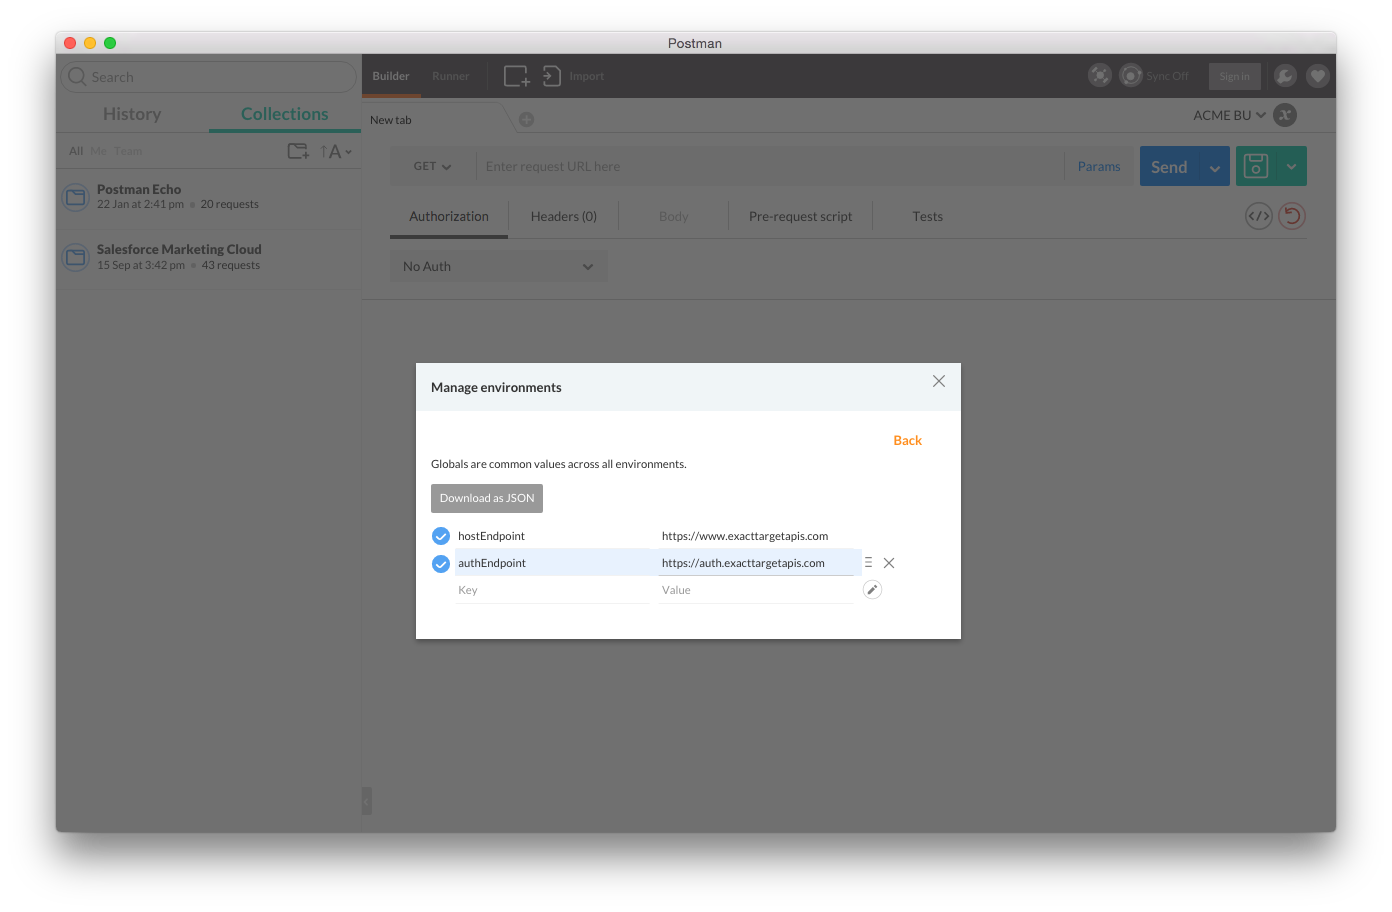 Postman
Search
Builder
Runner
Import
Sync Off
Sign in
History
Collections
New tab
ACME BU
All Me Team
A
GET
Enter request URL here
Params
Send
Postman Echo
22 Jan at 2:41 pm 20 requests
Authorization
Headers (0)
Body
Pre-request script
Tests
</>
Salesforce Marketing Cloud
15 Sep at 3:42 pm 43 requests
No Auth
Manage environments
Back
Globals are common values across all environments.
Download as JSON
hostEndpoint https://www.exacttargetapis.com
authEndpoint https://auth.exacttargetapis.com
Key Value